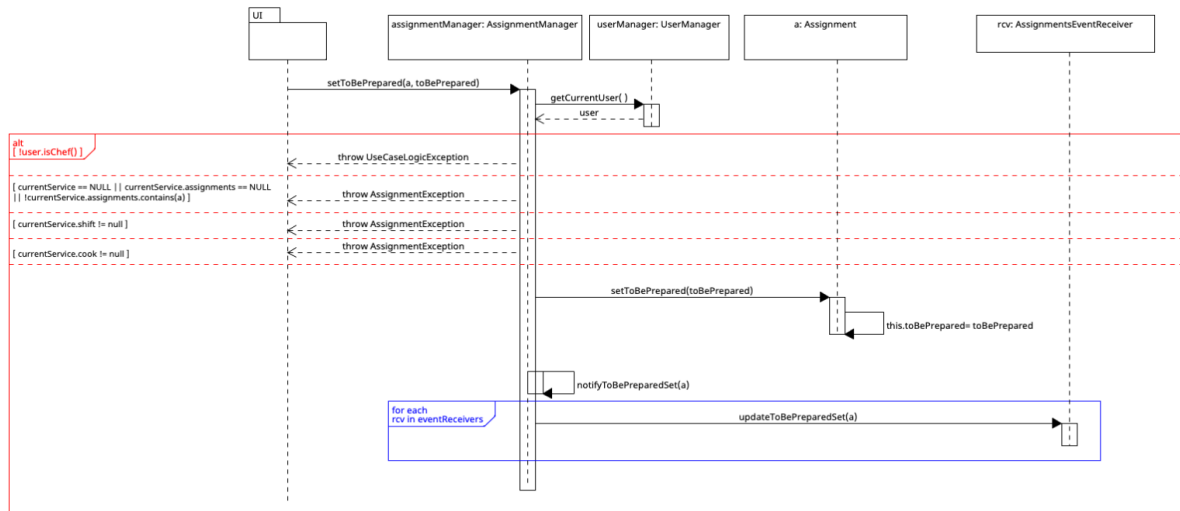 UI
assignmentManager: AssignmentManager
userManager: UserManager
a: Assignment
rcv: AssignmentsEventReceiver
setToBePrepared(a, toBePrepared)
getCurrentUser( )
user
alt
[ !user.isChef() ]
throw UseCaseLogicException
[ currentService == NULL || currentService.assignments == NULL
|| !currentService.assignments.contains(a) ]
throw AssignmentException
[ currentService.shift != null ]
throw AssignmentException
throw AssignmentException
[ currentService.cook != null ]
setToBePrepared(toBePrepared)
this.toBePrepared= toBePrepared
notifyToBePreparedSet(a)
for each
rcv in eventReceivers
updateToBePreparedSet(a)